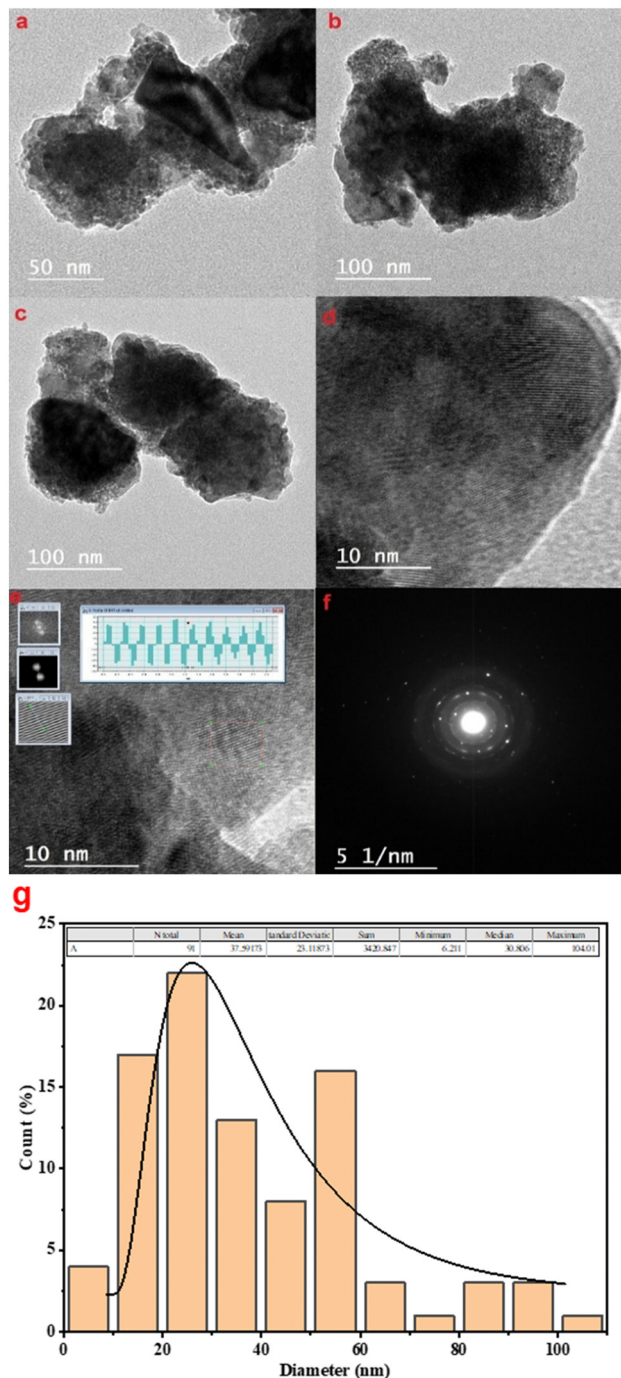 a
b
50 nm
100 nm
c
d
100 nm
10 nm
10 nm
f
5 1/nm
g
N total Mean tandard Deviatic Sum Minimum Median Maximum
A 91 37.59173 23.11873 3420.847 6.211 30.806 104.01
25
20
15
10
5
0
Count (%)
0 20 40 60 80 100
Diameter (nm)